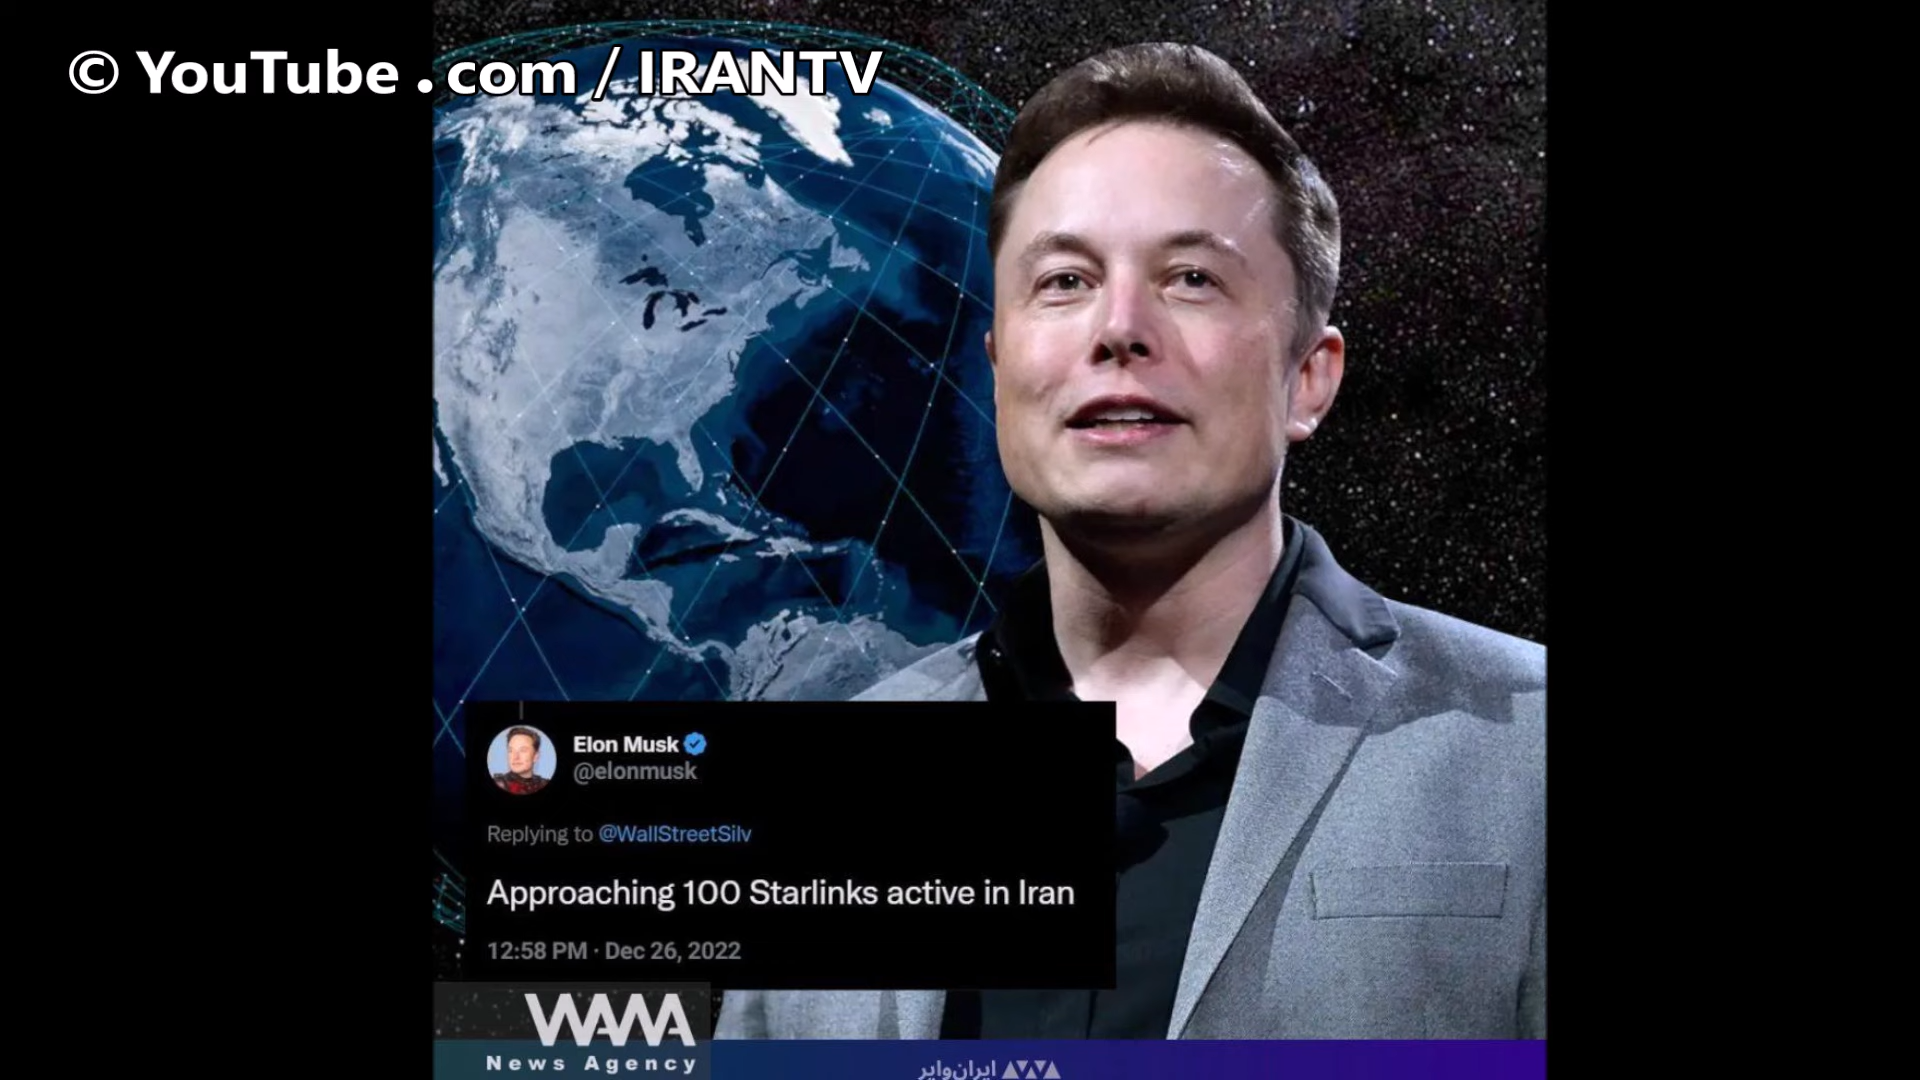 © YouTube . com / IRANTV
Elon Musk
@elonmusk
Replying to @WallStreetSilv
Approaching 100 Starlinks active in Iran
12:58 PM · Dec 26, 2022
WANA
News Agency
ایران‌وایر